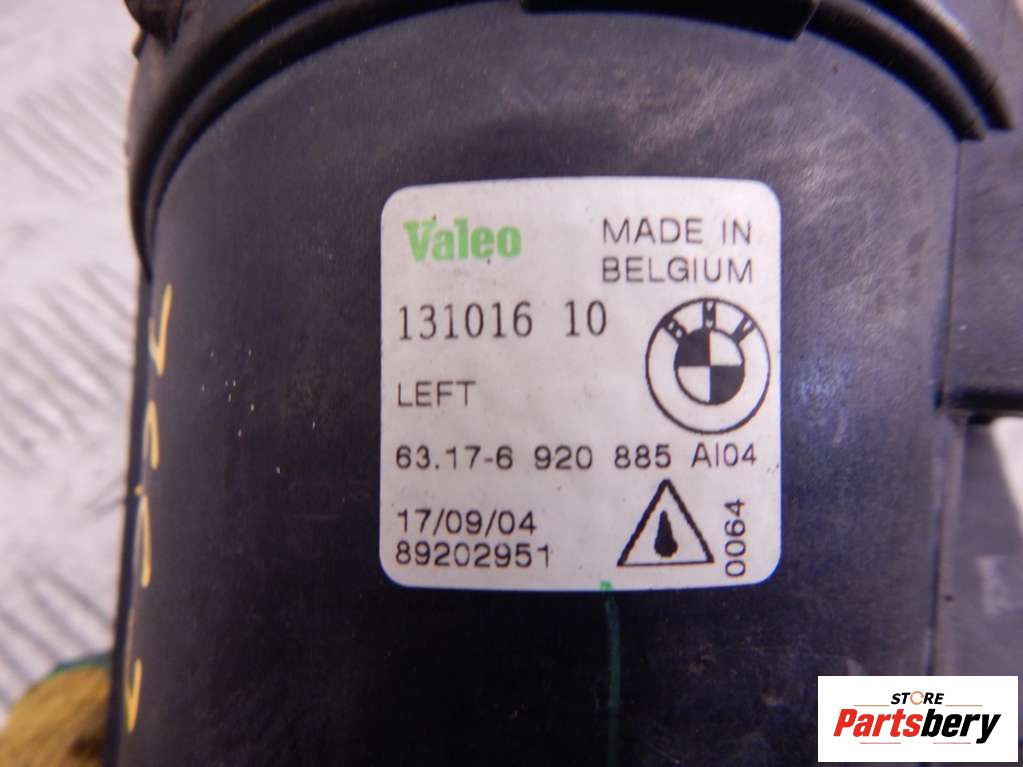 Valeo
MADE IN
BELGIUM
131016 10
BMW
LEFT
63.17-6 920 885 AI04
17/09/04
89202951
0064
STORE
Partsbery